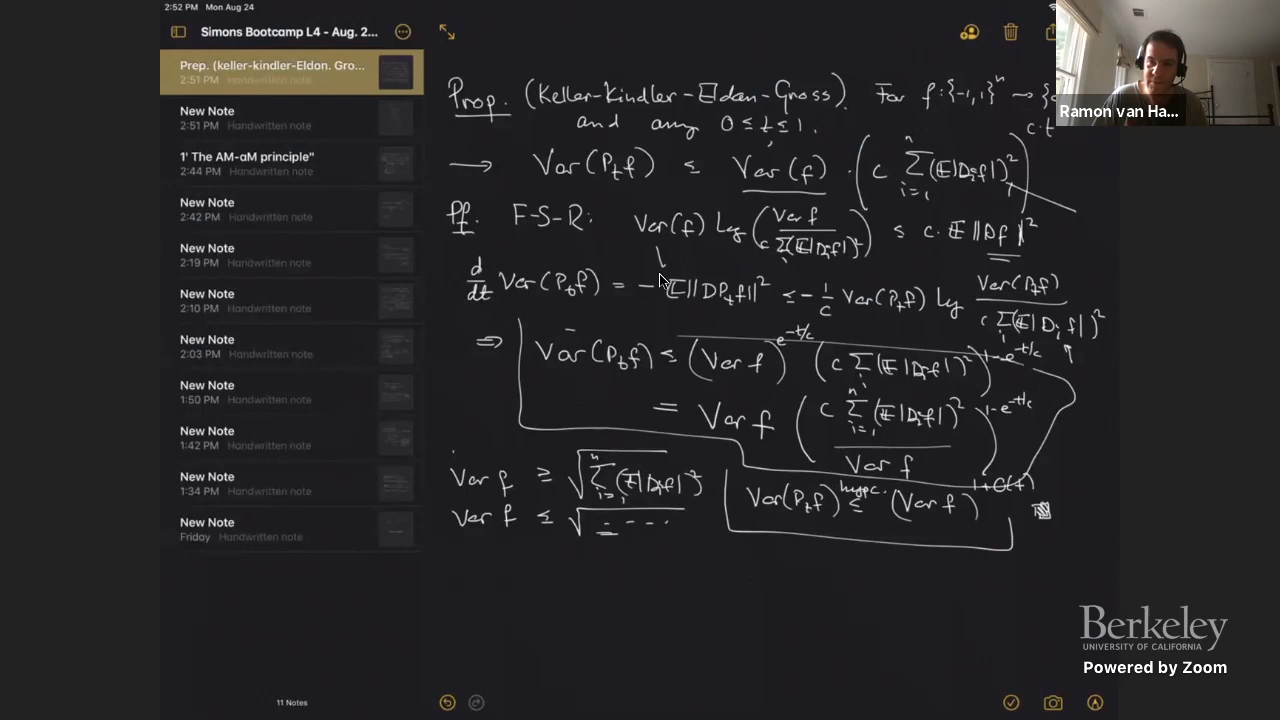 2:52 PM Mon Aug 24
Simons Bootcamp L4 - Aug. 2...
Prep. (keller-kindler-Eldon. Gro...
2:51 PM Handwritten note
New Note
2:51 PM Handwritten note
1' The AM-aM principle"
2:44 PM Handwritten note
New Note
2:42 PM Handwritten note
New Note
2:19 PM Handwritten note
New Note
2:10 PM Handwritten note
New Note
2:03 PM Handwritten note
New Note
1:50 PM Handwritten note
New Note
1:42 PM Handwritten note
New Note
1:34 PM Handwritten note
New Note
Friday Handwritten note
11 Notes
Prop. (Keller-Kindler-Eldan-Gross). For f: {-1,1}^n → {0
and any 0 ≤ t ≤ 1.
→ Var(P_t f) ≤ Var(f) · (c Σ_{i=1}^n (E|D_i f|)^2)^{c·t}
Pf. F-S-R: Var(f) log (Var f / c Σ_i (E|D_i f|)^2) ≤ c. E ||Df||^2
d/dt Var(P_t f) = - E||DP_t f||^2 ≤ - 1/c Var(P_t f) log Var(P_t f) / c Σ_i (E|D_i f|)^2
⇒ Var(P_t f) ≤ (Var f)^{e^{-t/c}} (c Σ_i (E|D_i f|)^2)^{1-e^{-t/c}}
= Var f (c Σ_{i=1}^n (E|D_i f|)^2 / Var f)^{1-e^{-t/c}}
Var f ≥ √Σ_{i=1}^n (E|D_i f|)^2
Var f ≤ √----
Var(P_t f) ≤^{hypc.} (Var f)^{1+O(t)}
Ramon van Ha...
Berkeley
UNIVERSITY OF CALIFORNIA
Powered by Zoom